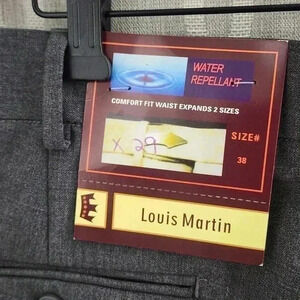 WATER
REPELLANT
COMFORT FIT WAIST EXPANDS 2 SIZES
SIZE#
38
X 29
Louis Martin